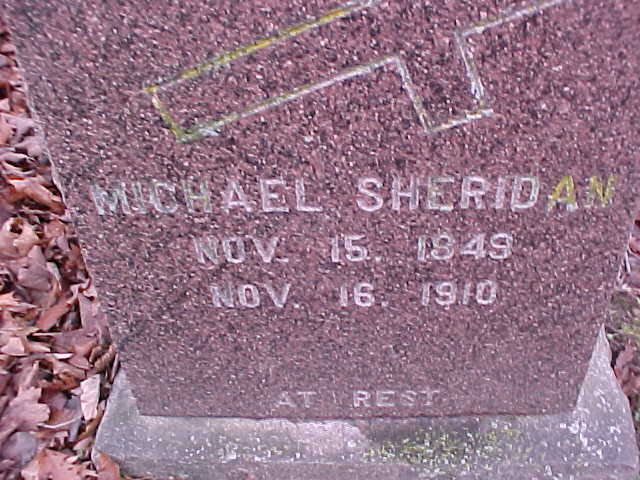 MICHAEL SHERIDAN
NOV. 15. 1849
NOV. 16. 1910
AT REST